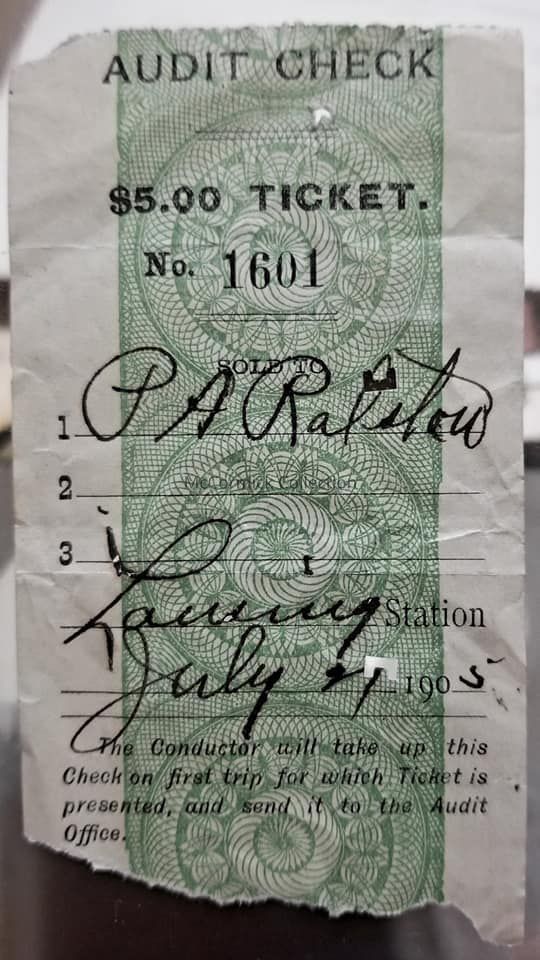 AUDIT CHECK
$5.00 TICKET.
No. 1601
SOLD TO
1 P A Ralston
2
McCormick Collection
3
Lansing Station
July 1905
The Conductor will take up this
Check on first trip for which Ticket is
presented, and send it to the Audit
Office.